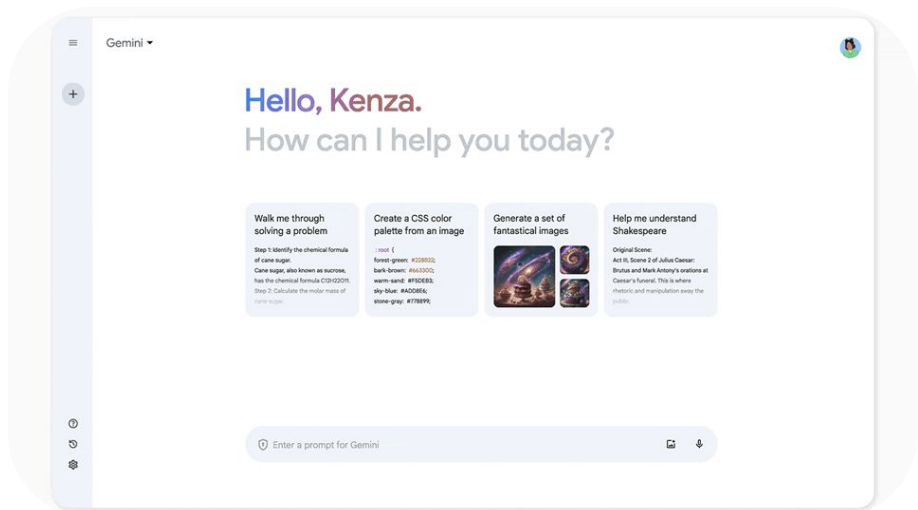 Gemini
Hello, Kenza.
How can I help you today?
Walk me through
solving a problem
Step 1: Identify the chemical formula
of cane sugar.
Cane sugar, also known as sucrose,
has the chemical formula C12H22O11.
Step 2: Calculate the molar mass of
cane sugar.
Create a CSS color
palette from an image
:root {
forest-green: #228B22;
bark-brown: #663300;
warm-sand: #F5DEB3;
sky-blue: #ADD8E6;
stone-gray: #778899;
Generate a set of
fantastical images
Help me understand
Shakespeare
Original Scene:
Act III, Scene 2 of Julius Caesar:
Brutus and Mark Antony's orations at
Caesar's funeral. This is where
rhetoric and manipulation sway the
public.
Enter a prompt for Gemini